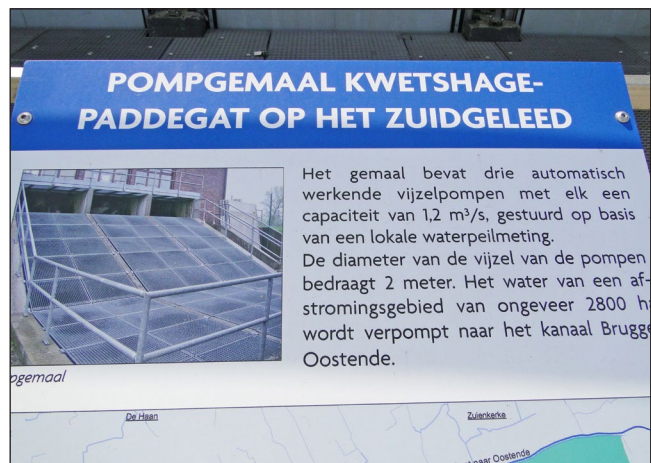 POMPGEMAAL KWETSHAGE-
PADDEGAT OP HET ZUIDGELEED
Het gemaal bevat drie automatisch
werkende vijzelpompen met elk een
capaciteit van 1,2 m³/s, gestuurd op basis
van een lokale waterpeilmeting.
De diameter van de vijzel van de pompen
bedraagt 2 meter. Het water van een af-
stromingsgebied van ongeveer 2800 h
wordt verpompt naar het kanaal Brugge
Oostende.
pgemaal
De Haan
Zuienkerke
naar Oostende